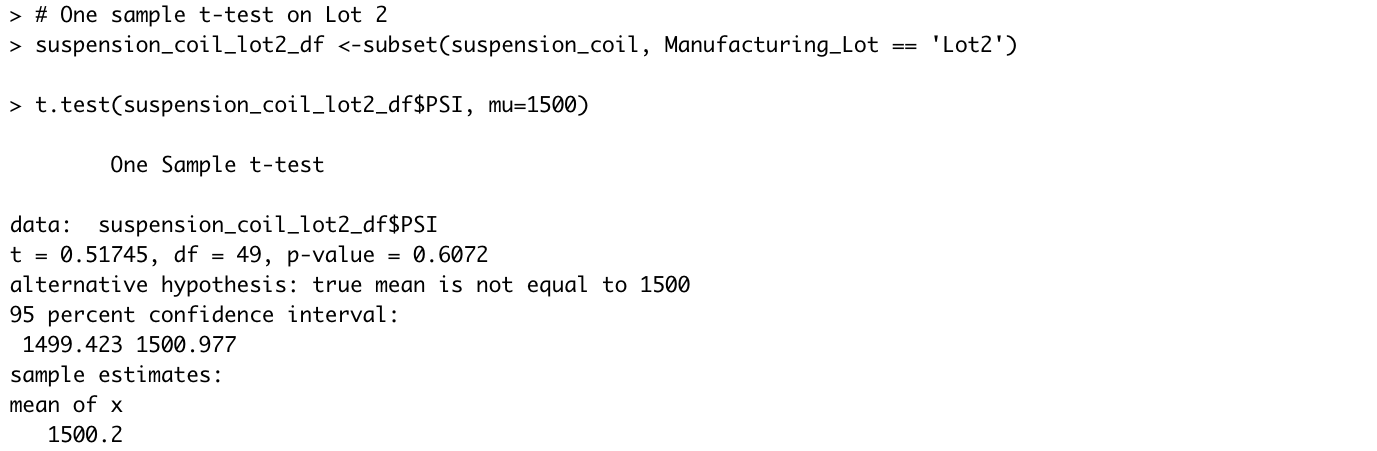 > # One sample t-test on Lot 2
> suspension_coil_lot2_df <-subset(suspension_coil, Manufacturing_Lot == 'Lot2')
> t.test(suspension_coil_lot2_df$PSI, mu=1500)
One Sample t-test
data:  suspension_coil_lot2_df$PSI
t = 0.51745, df = 49, p-value = 0.6072
alternative hypothesis: true mean is not equal to 1500
95 percent confidence interval:
1499.423 1500.977
sample estimates:
mean of x
1500.2